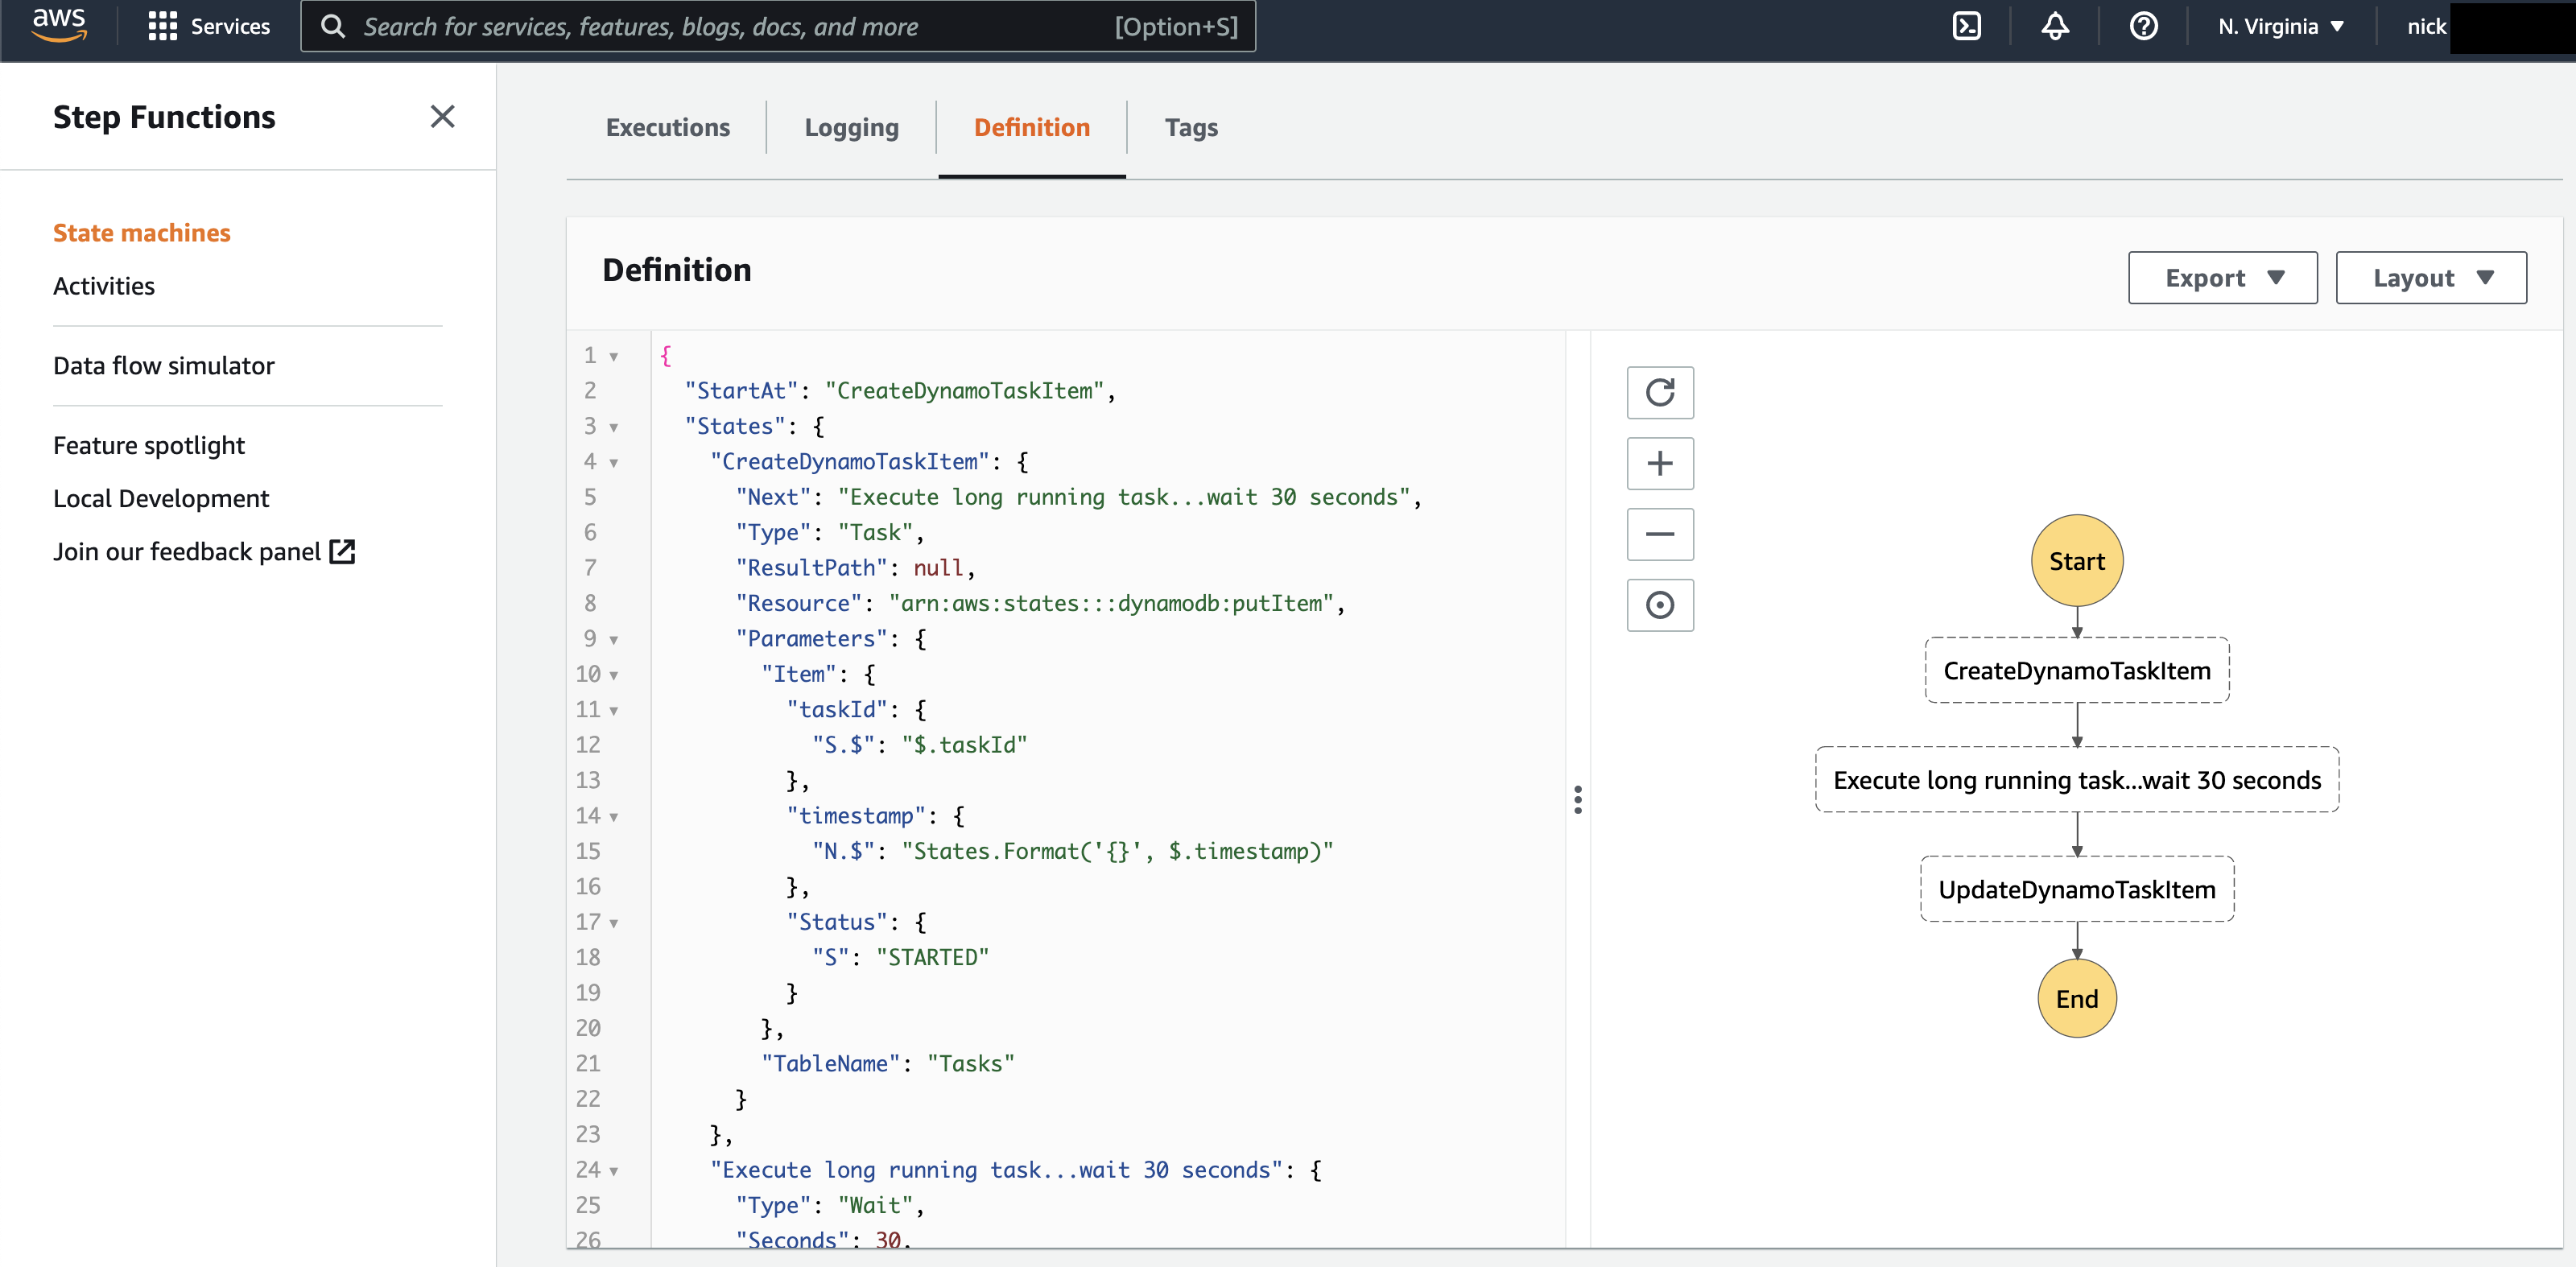 aws
Services
Search for services, features, blogs, docs, and more
[Option+S]
N. Virginia ▼
nick
Step Functions
State machines
Activities
Data flow simulator
Feature spotlight
Local Development
Join our feedback panel
Executions
Logging
Definition
Tags
Definition
Export ▼
Layout ▼
1 {
2 "StartAt": "CreateDynamoTaskItem",
3 "States": {
4 "CreateDynamoTaskItem": {
5 "Next": "Execute long running task...wait 30 seconds",
6 "Type": "Task",
7 "ResultPath": null,
8 "Resource": "arn:aws:states:::dynamodb:putItem",
9 "Parameters": {
10 "Item": {
11 "taskId": {
12 "S.$": "$.taskId"
13 },
14 "timestamp": {
15 "N.$": "States.Format('{}', $.timestamp)"
16 },
17 "Status": {
18 "S": "STARTED"
19 }
20 },
21 "TableName": "Tasks"
22 }
23 },
24 "Execute long running task...wait 30 seconds": {
25 "Type": "Wait",
26 "Seconds": 30,
Start
CreateDynamoTaskItem
Execute long running task...wait 30 seconds
UpdateDynamoTaskItem
End